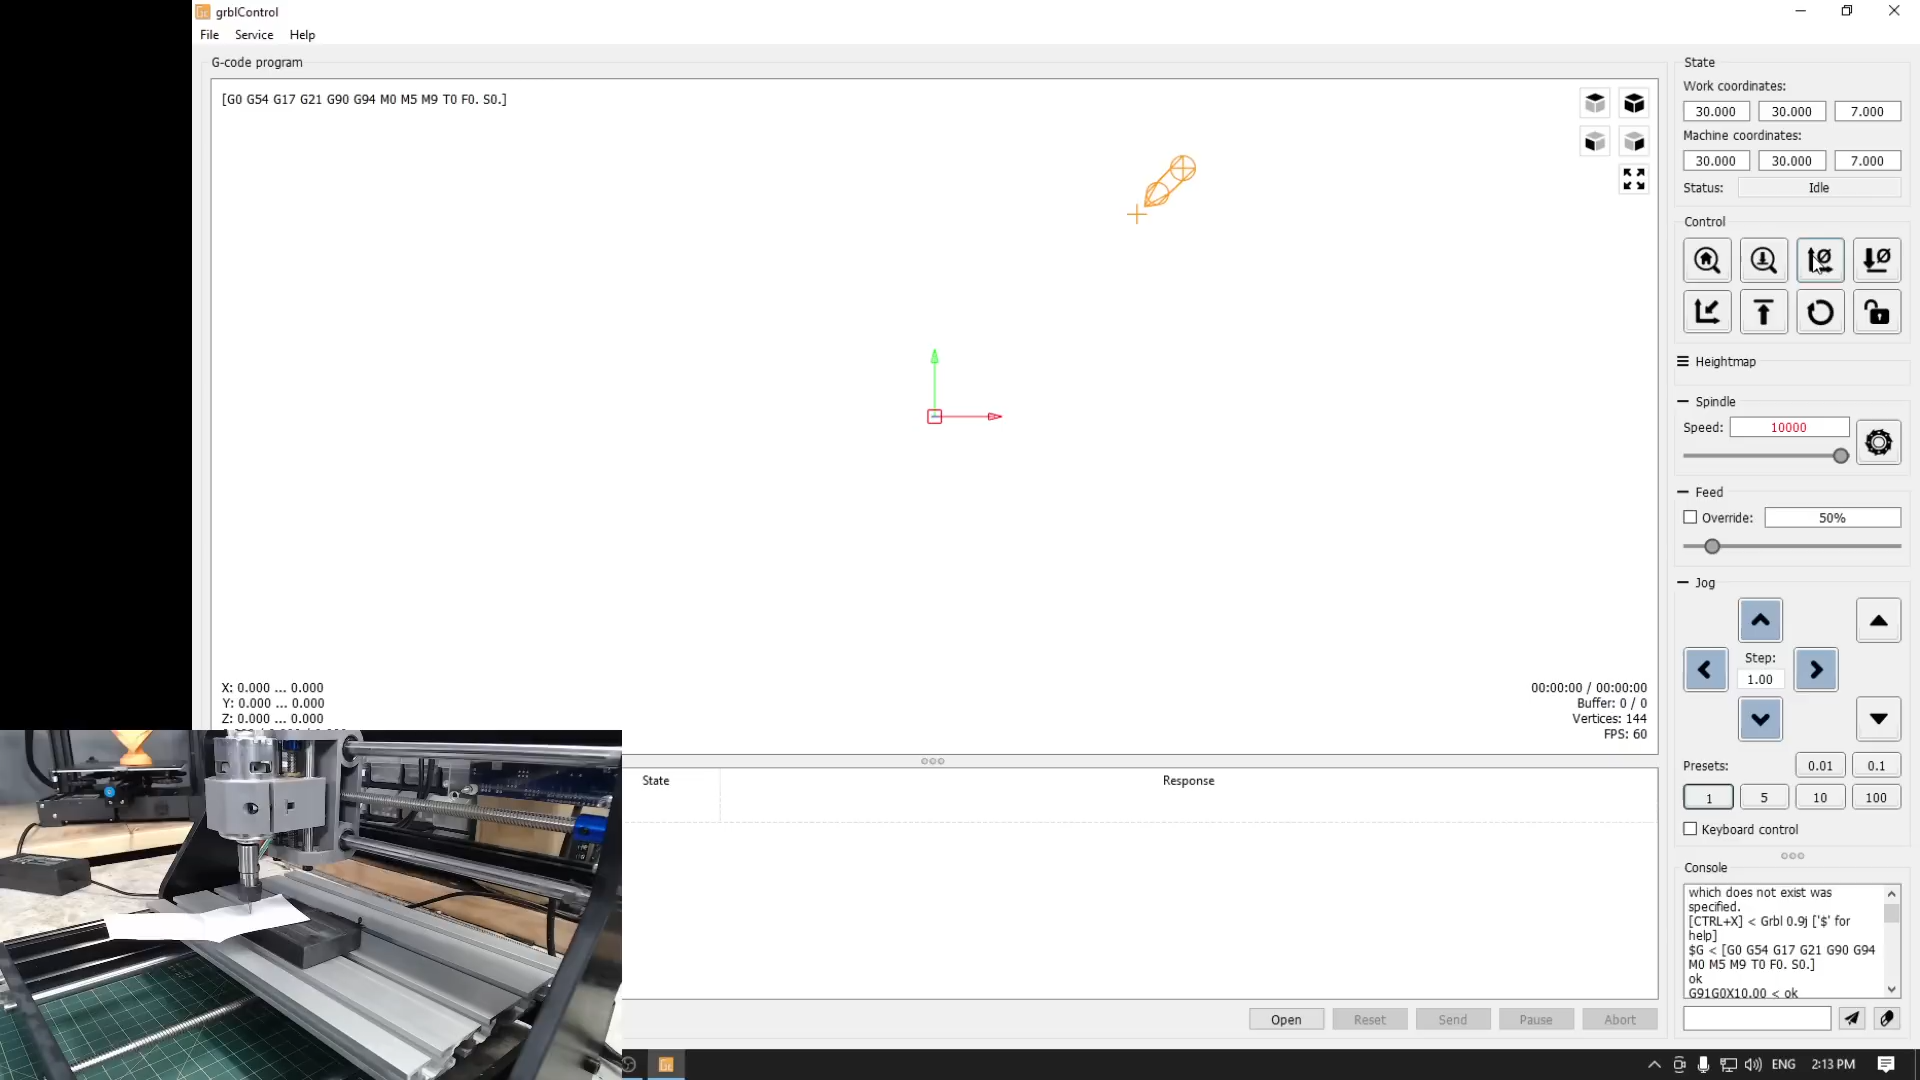 grblControl
File Service Help
G-code program
[G0 G54 G17 G21 G90 G94 M0 M5 M9 T0 F0. S0.]
X: 0.000 ... 0.000
Y: 0.000 ... 0.000
Z: 0.000 ... 0.000
00:00:00 / 00:00:00
Buffer: 0 / 0
Vertices: 144
FPS: 60
State Response
Open Reset Send Pause Abort
State
Work coordinates:
30.000 30.000 7.000
Machine coordinates:
30.000 30.000 7.000
Status: Idle
Control
Heightmap
Spindle
Speed: 10000
Feed
Override: 50%
Jog
Step:
1.00
Presets: 0.01 0.1
1 5 10 100
Keyboard control
Console
which does not exist was
specified.
[CTRL+X] < Grbl 0.9j ['$' for
help]
$G < [G0 G54 G17 G21 G90 G94
M0 M5 M9 T0 F0. S0.]
ok
G91G0X10.00 < ok
ENG 2:13 PM